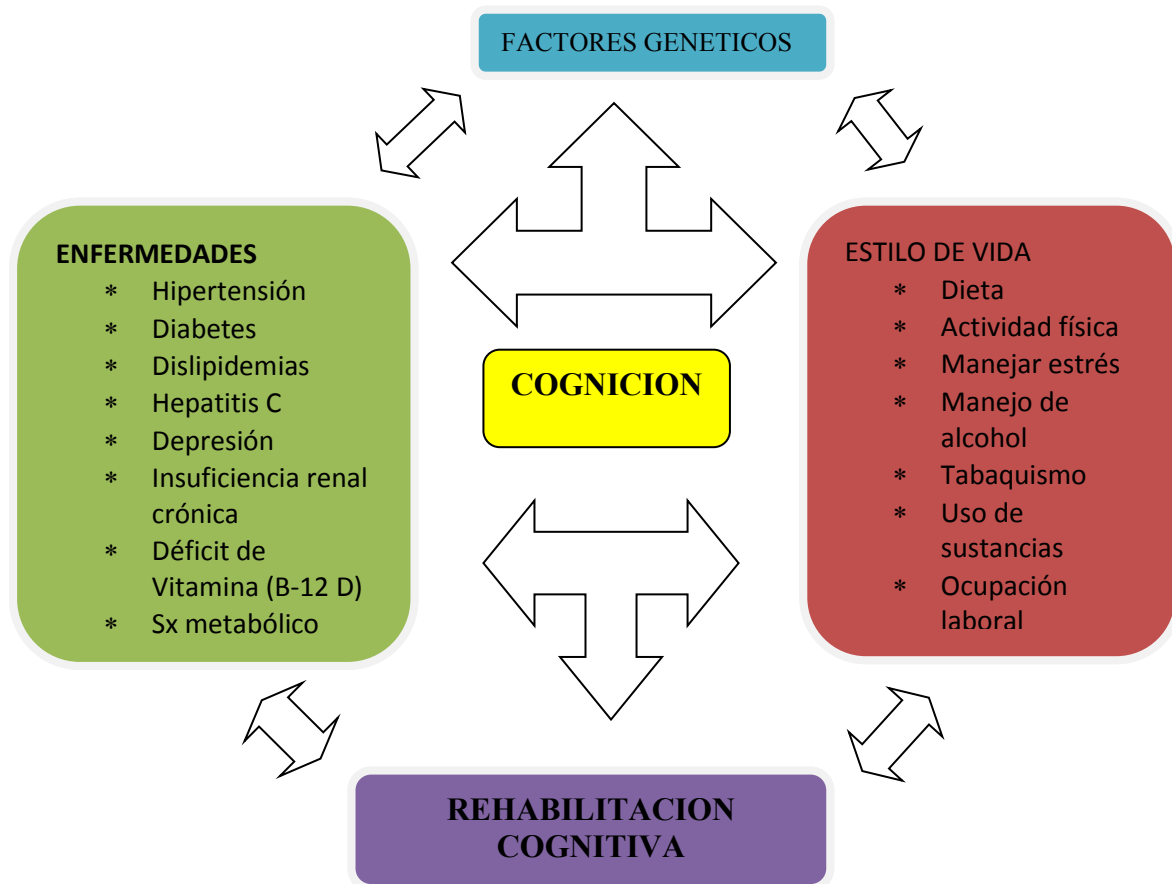 FACTORES GENETICOS
ENFERMEDADES
* Hipertensión
* Diabetes
* Dislipidemias
* Hepatitis C
* Depresión
* Insuficiencia renal
crónica
* Déficit de
Vitamina (B-12 D)
* Sx metabólico
COGNICION
ESTILO DE VIDA
* Dieta
* Actividad física
* Manejar estrés
* Manejo de
alcohol
* Tabaquismo
* Uso de
sustancias
* Ocupación
laboral
REHABILITACION
COGNITIVA